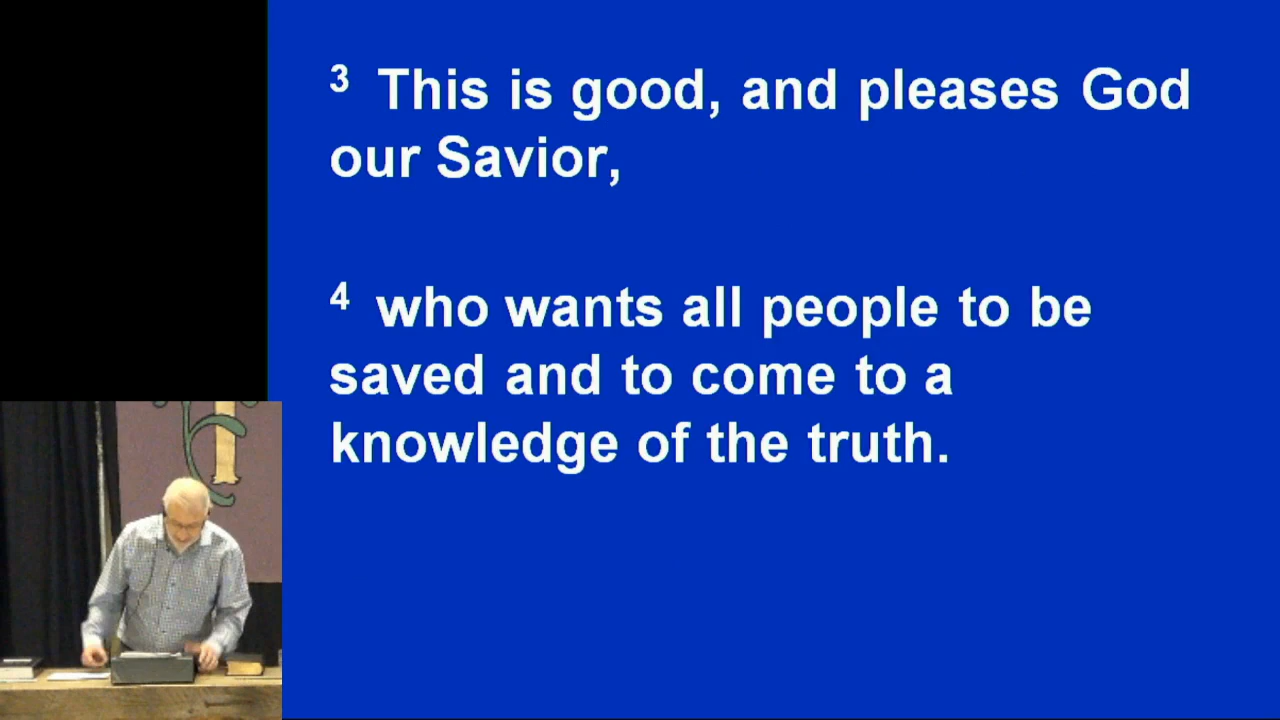 3 This is good, and pleases God
our Savior,
4 who wants all people to be
saved and to come to a
knowledge of the truth.